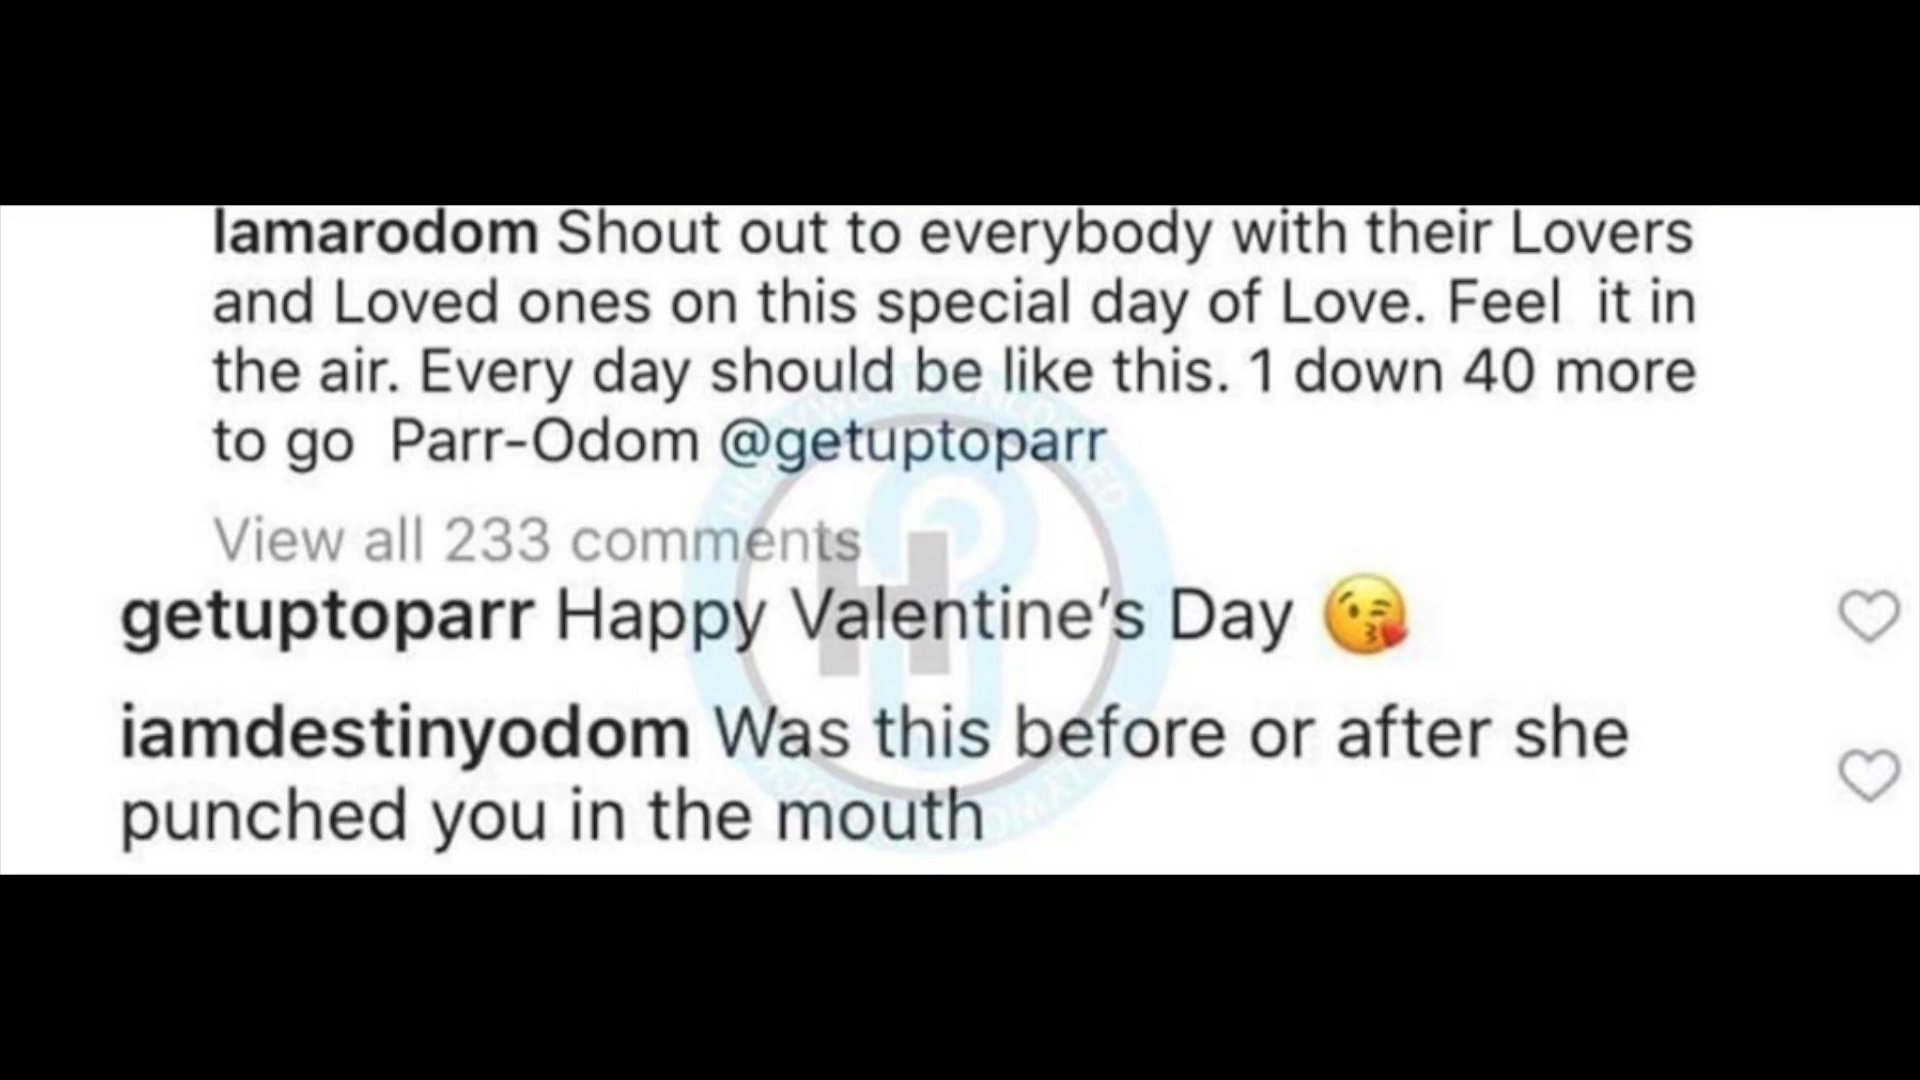 lamarodom Shout out to everybody with their Lovers
and Loved ones on this special day of Love. Feel  it in
the air. Every day should be like this. 1 down 40 more
to go  Parr-Odom @getuptoparr
View all 233 comments
getuptoparr Happy Valentine’s Day 😘
iamdestinyodom Was this before or after she
punched you in the mouth